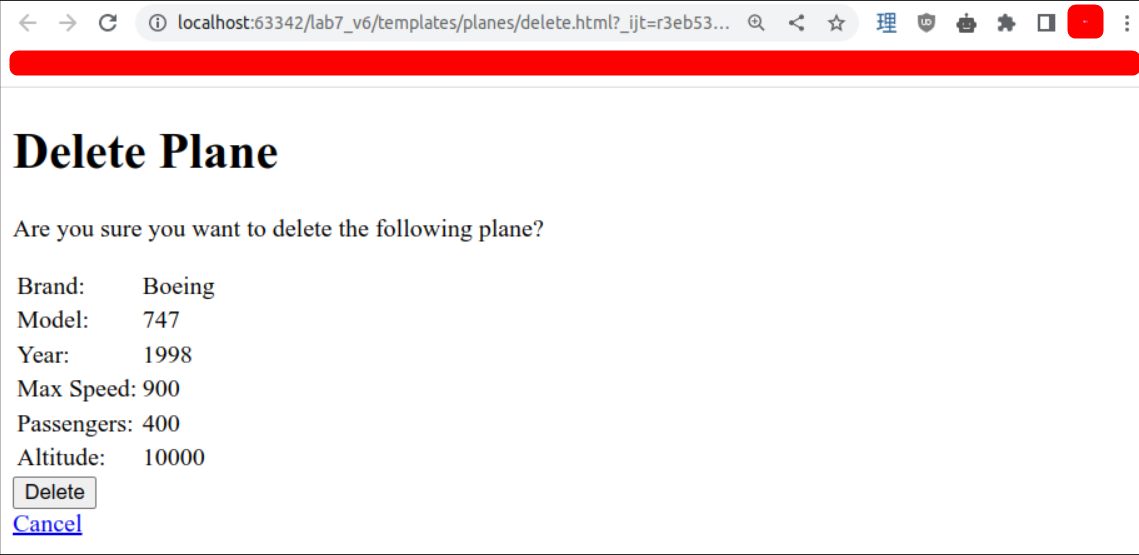 localhost:63342/lab7_v6/templates/planes/delete.html?_ijt=r3eb53... 理 UD
Delete Plane
Are you sure you want to delete the following plane?
Brand: Boeing
Model: 747
Year: 1998
Max Speed: 900
Passengers: 400
Altitude: 10000
Delete
Cancel